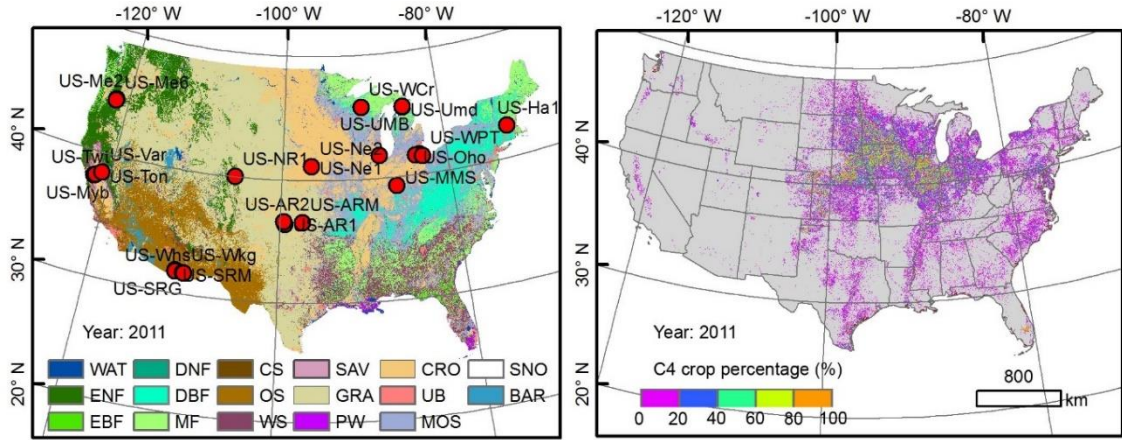 -120° W
-100° W
-80° W
40° N
30° N
20° N
US-Me2
US-Me6
US-WCr
US-Umd
US-Ha1
US-UMB
US-WPT
US-Twt
US-Var
US-NR1
US-Ne3
US-Oho
US-Ton
US-Ne1
US-MMS
US-Myb
US-AR2
US-ARM
US-AR1
US-Whs
US-Wkg
US-SRM
US-SRG
Year: 2011
WAT DNF CS SAV CRO SNO
ENF DBF OS GRA UB BAR
EBF MF WS PW MOS
-120° W
-100° W
-80° W
40° N
30° N
20° N
Year: 2011
C4 crop percentage (%)
0 20 40 60 80 100
800
km